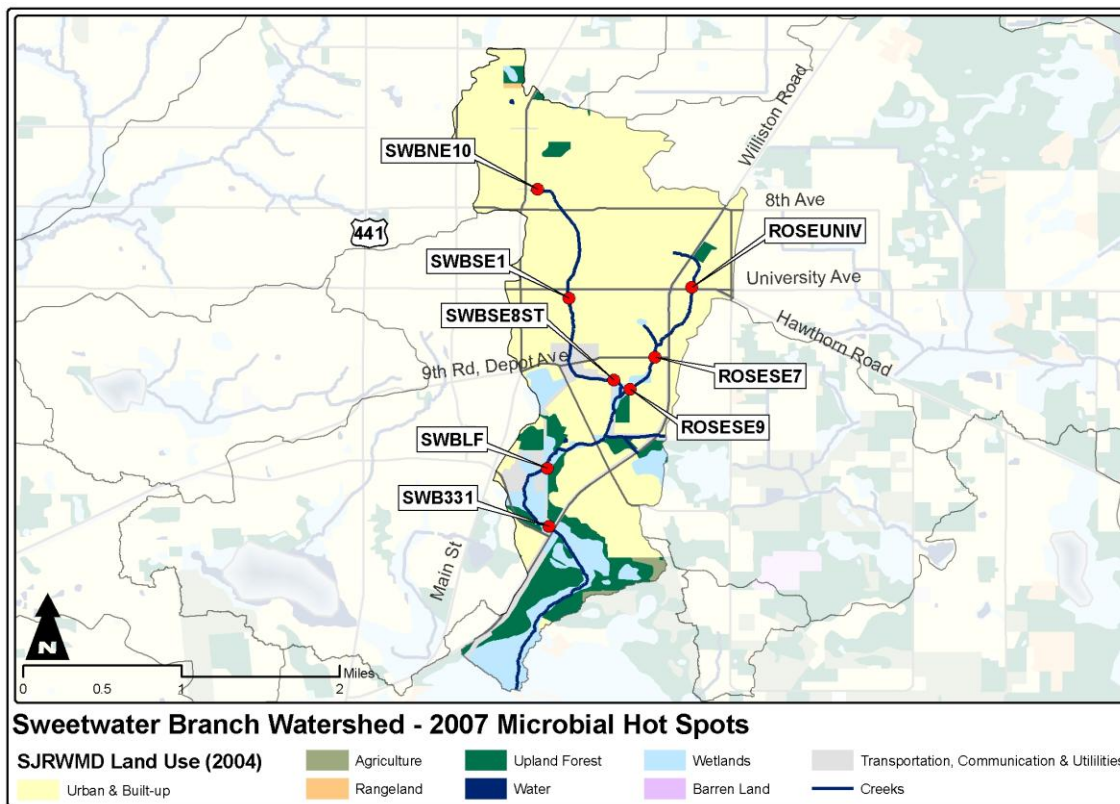 Williston Road
SWBNE10
8th Ave
441
ROSEUNIV
SWBSE1
University Ave
SWBSE8ST
Hawthorn Road
9th Rd, Depot Ave
ROSESE7
ROSESE9
SWBLF
SWB331
Main St
N
Miles
0 0.5 1 2
Sweetwater Branch Watershed - 2007 Microbial Hot Spots
SJRWMD Land Use (2004)
Urban & Built-up
Agriculture
Rangeland
Upland Forest
Water
Wetlands
Barren Land
Transportation, Communication & Utililities
Creeks